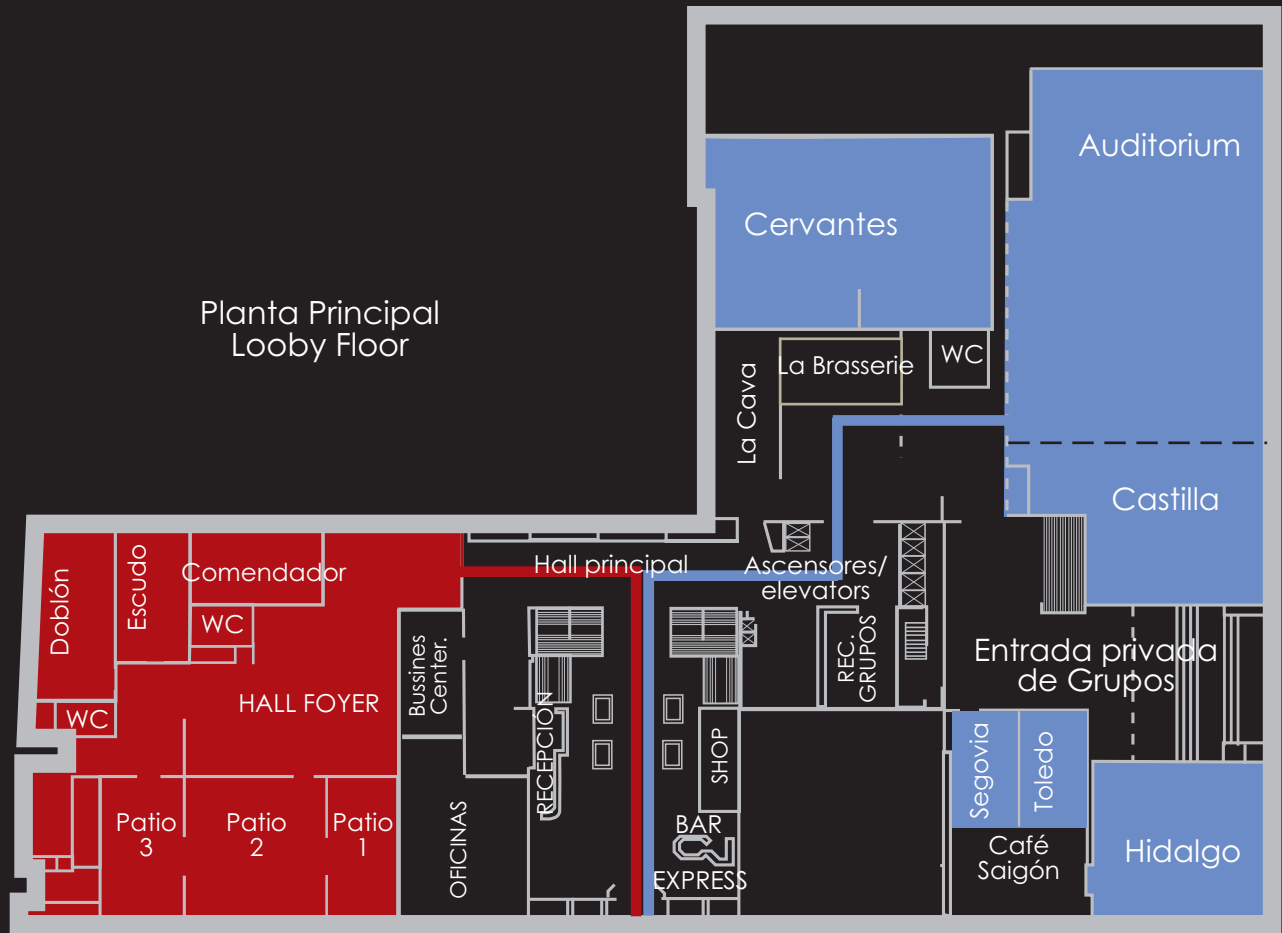 Auditorium
Cervantes
Planta Principal
Looby Floor
La Brasserie
WC
La Cava
Castilla
Hall principal
Ascensores/
elevators
Doblón
Escudo
Comendador
WC
HALL FOYER
WC
Bussines
Center.
RECEPCIÓN
REC.
GRUPOS
Entrada privada
de Grupos
SHOP
Segovia
Toledo
Patio
3
Patio
2
Patio
1
OFICINAS
BAR
EXPRESS
Café
Saigón
Hidalgo